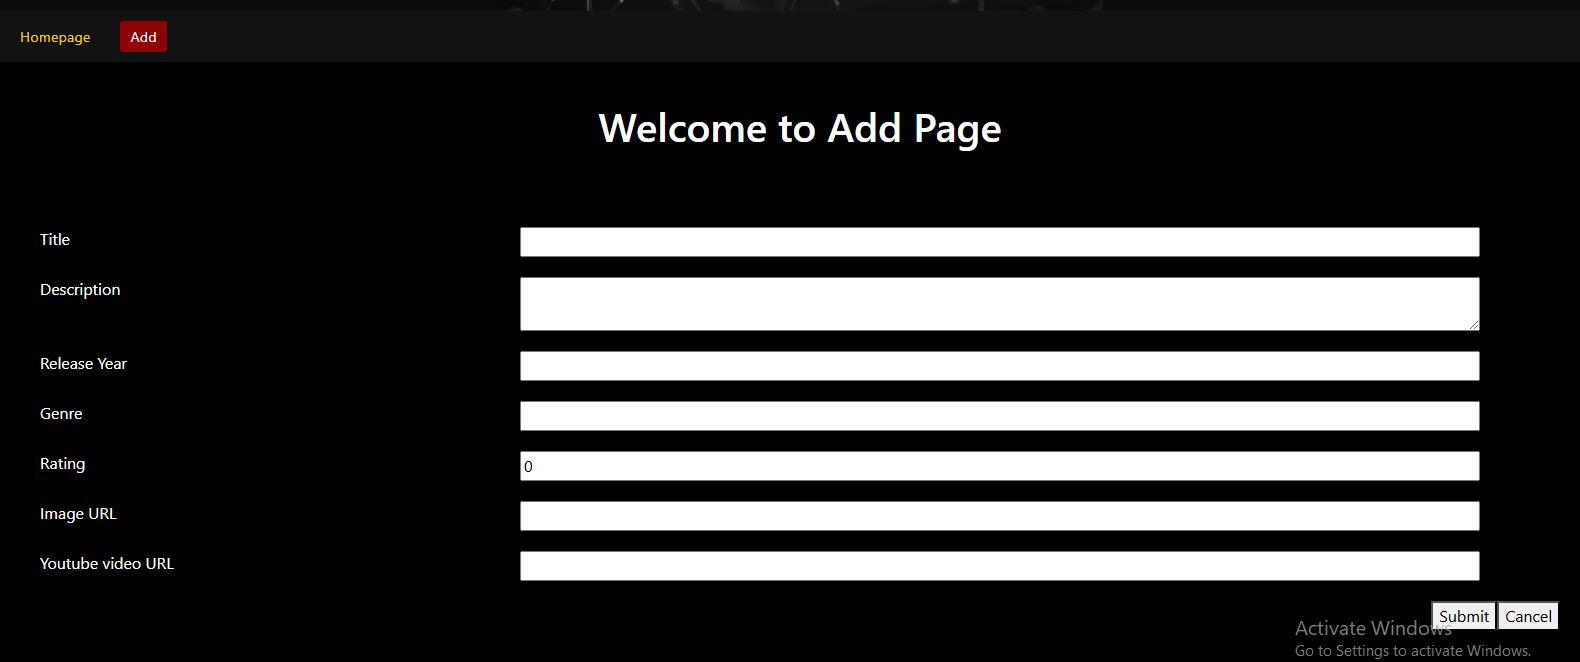 Homepage Add
Welcome to Add Page
Title
Description
Release Year
Genre
Rating 0
Image URL
Youtube video URL
Submit Cancel
Activate Windows
Go to Settings to activate Windows.